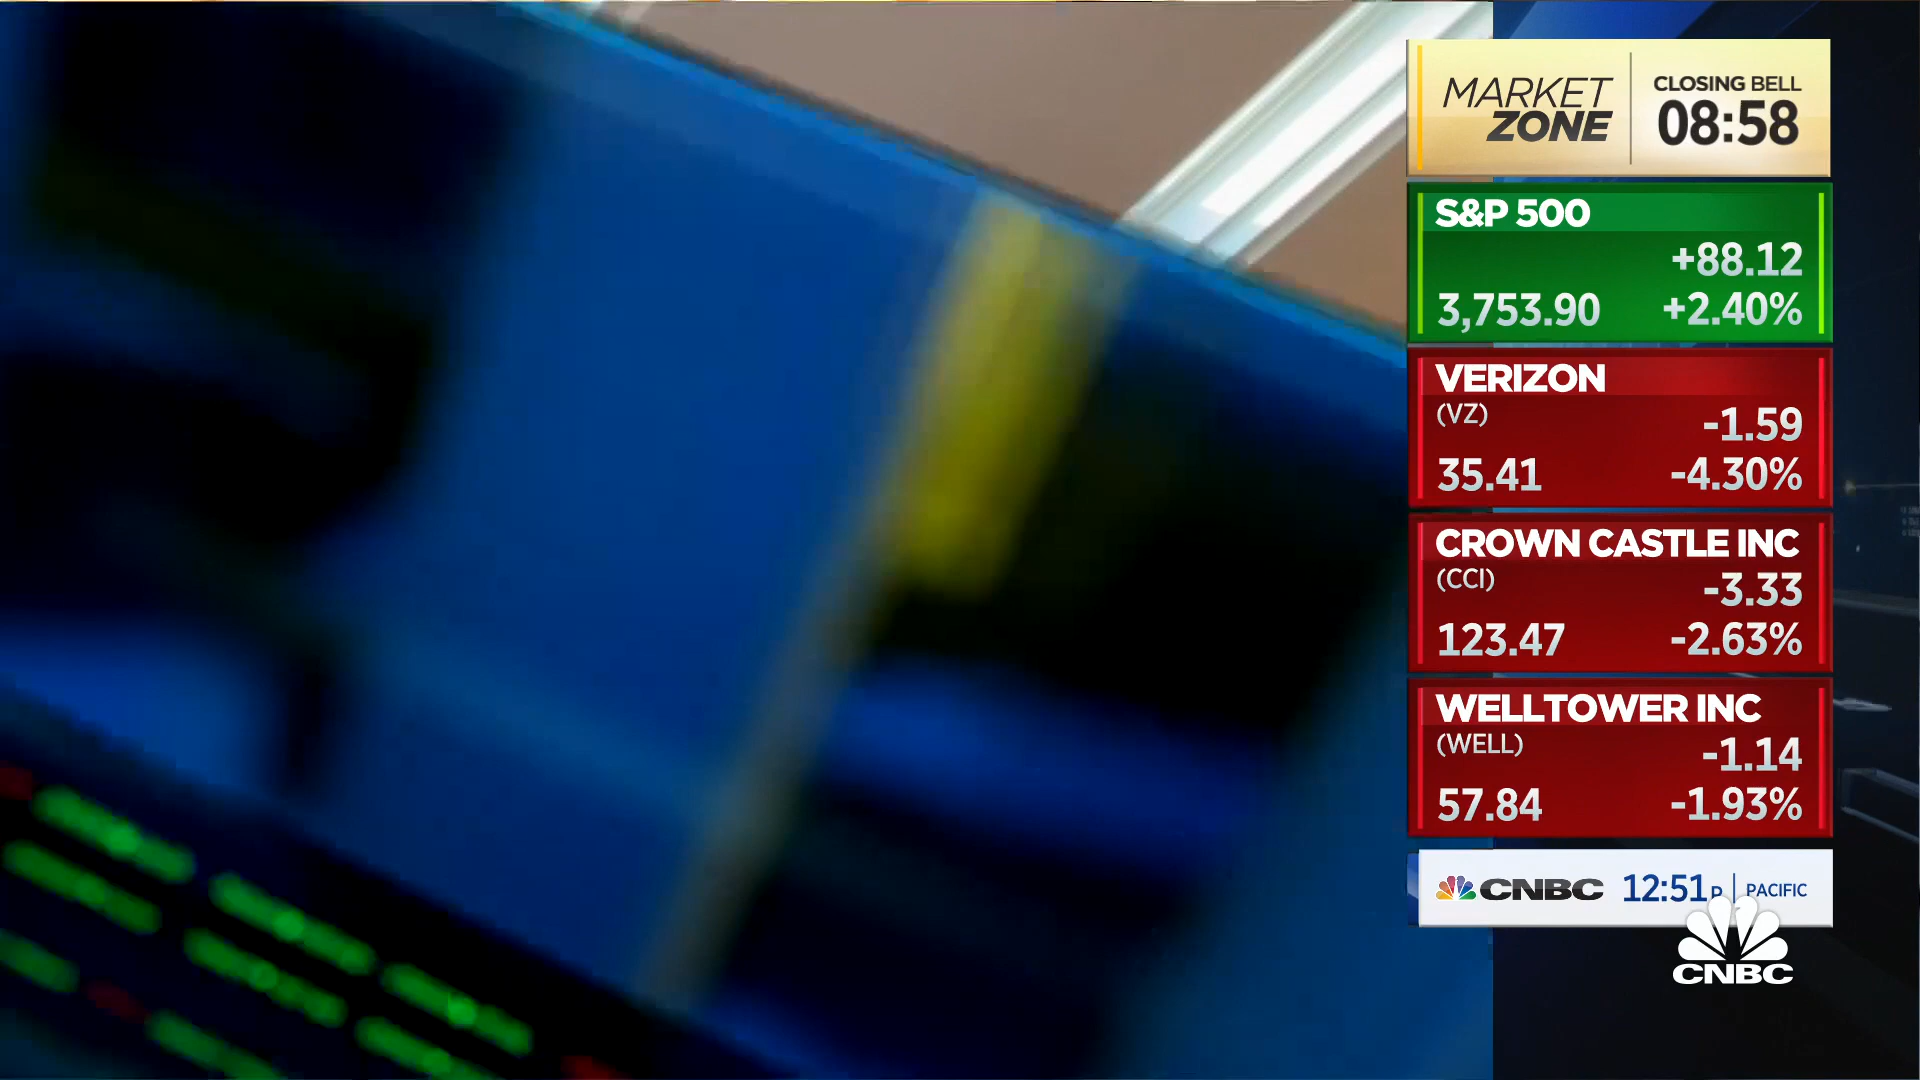 MARKET
ZONE
CLOSING BELL
08:58
S&P 500
+88.12
3,753.90 +2.40%
VERIZON
(VZ)
-1.59
35.41 -4.30%
CROWN CASTLE INC
(CCI)
-3.33
123.47 -2.63%
WELLTOWER INC
(WELL)
-1.14
57.84 -1.93%
CNBC 12:51P PACIFIC
CNBC